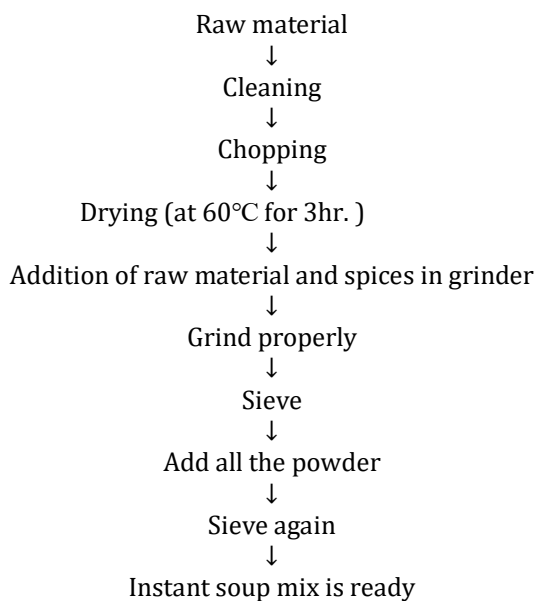 Raw material
↓
Cleaning
↓
Chopping
↓
Drying (at 60℃ for 3hr. )
↓
Addition of raw material and spices in grinder
↓
Grind properly
↓
Sieve
↓
Add all the powder
↓
Sieve again
↓
Instant soup mix is ready